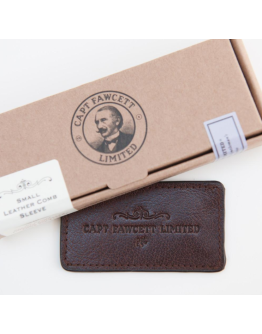 CAPT FAWCETT
LIMITED
SMALL
LEATHER COMB
SLEEVE
CAPT FAWCETT LIMITED